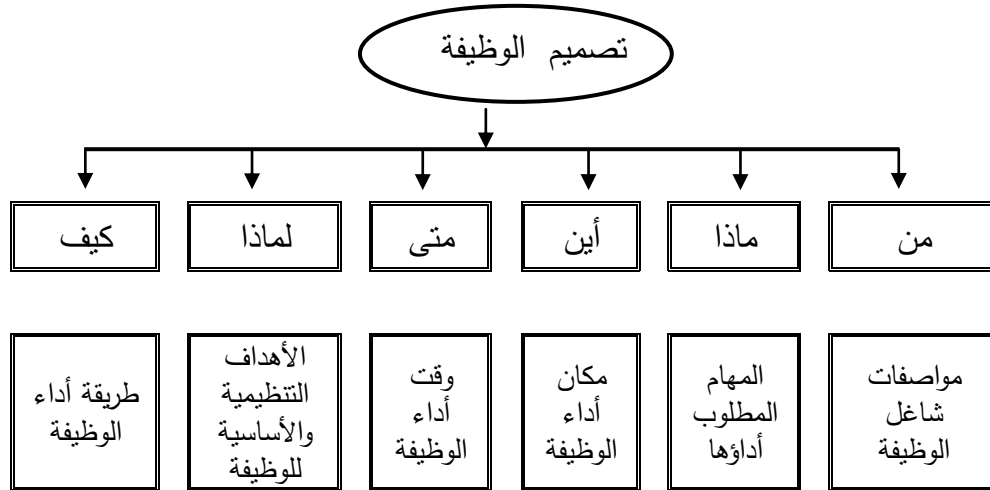 تصميم الوظيفة
من
ماذا
أين
متى
لماذا
كيف
مواصفات
شاغل
الوظيفة
المهام
المطلوب
أداؤها
مكان
أداء
الوظيفة
وقت
أداء
الوظيفة
الأهداف
التنظيمية
والأساسية
للوظيفة
طريقة أداء
الوظيفة